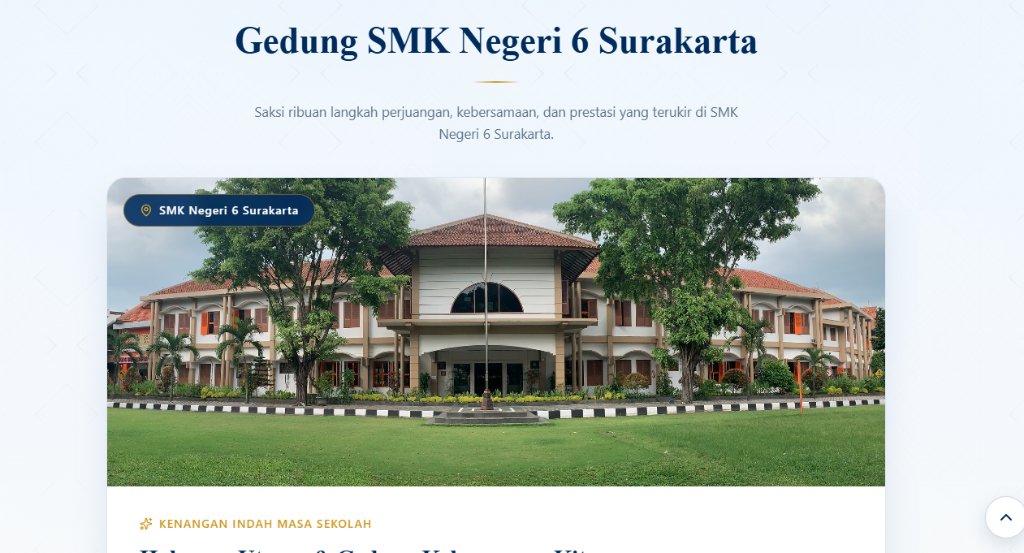 Gedung SMK Negeri 6 Surakarta
Saksi ribuan langkah perjuangan, kebersamaan, dan prestasi yang terukir di SMK
Negeri 6 Surakarta.
SMK Negeri 6 Surakarta
KENANGAN INDAH MASA SEKOLAH